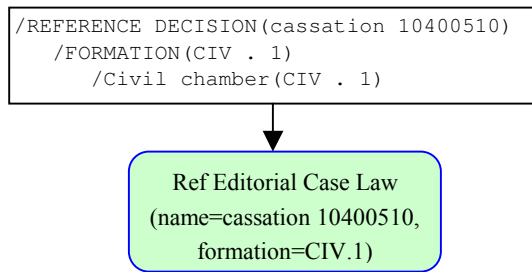 /REFERENCE DECISION(cassation 10400510)
/FORMATION(CIV . 1)
/Civil chamber(CIV . 1)
Ref Editorial Case Law
(name=cassation 10400510,
formation=CIV.1)